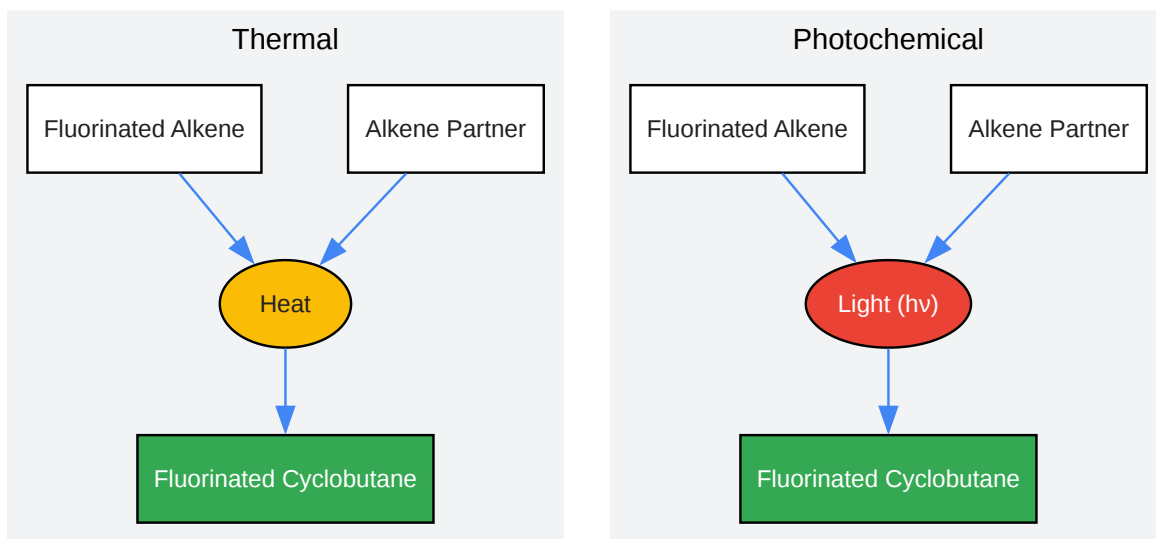 Thermal
Fluorinated Alkene
Alkene Partner
Heat
Fluorinated Cyclobutane
Photochemical
Fluorinated Alkene
Alkene Partner
Light (hν)
Fluorinated Cyclobutane